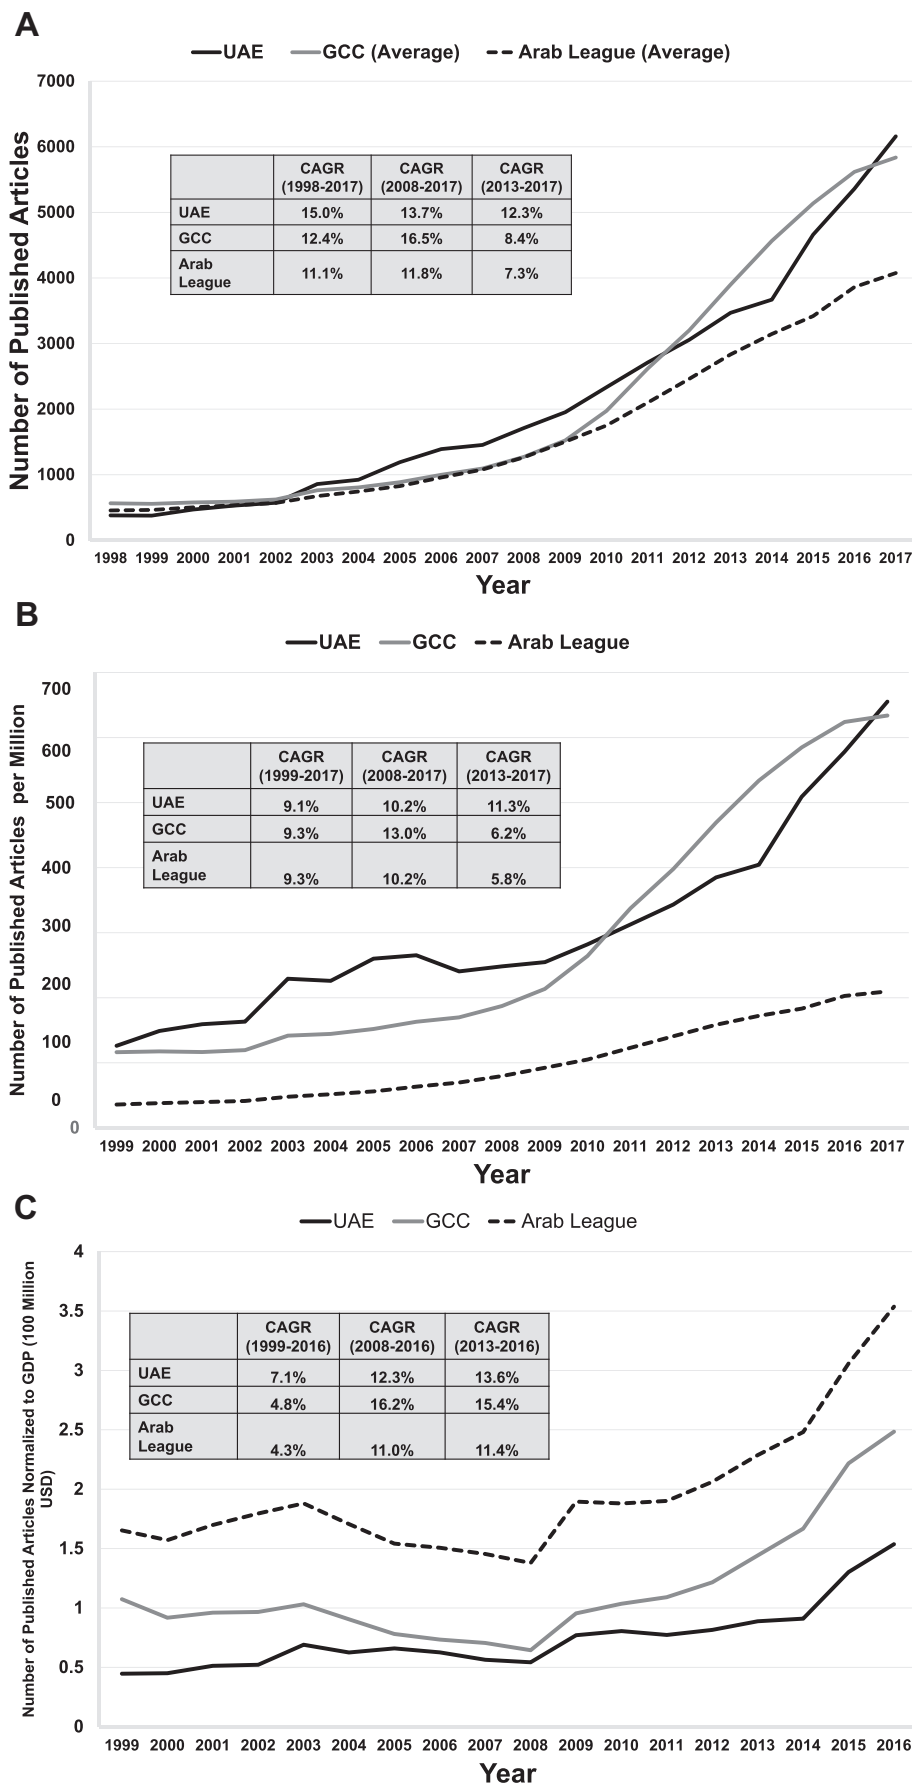 A
UAE GCC (Average) Arab League (Average)
Number of Published Articles
7000
6000
5000
4000
3000
2000
1000
0
CAGR CAGR CAGR
(1998-2017) (2008-2017) (2013-2017)
UAE 15.0% 13.7% 12.3%
GCC 12.4% 16.5% 8.4%
Arab
League 11.1% 11.8% 7.3%
1998 1999 2000 2001 2002 2003 2004 2005 2006 2007 2008 2009 2010 2011 2012 2013 2014 2015 2016 2017
Year
B
UAE GCC Arab League
Number of Published Articles per Million
700
600
500
400
300
200
100
0
0
CAGR CAGR CAGR
(1999-2017) (2008-2017) (2013-2017)
UAE 9.1% 10.2% 11.3%
GCC 9.3% 13.0% 6.2%
Arab
League 9.3% 10.2% 5.8%
1999 2000 2001 2002 2003 2004 2005 2006 2007 2008 2009 2010 2011 2012 2013 2014 2015 2016 2017
Year
C
UAE GCC Arab League
Number of Published Articles Normalized to GDP (100 Million
USD)
4
3.5
3
2.5
2
1.5
1
0.5
0
CAGR CAGR CAGR
(1999-2016) (2008-2016) (2013-2016)
UAE 7.1% 12.3% 13.6%
GCC 4.8% 16.2% 15.4%
Arab
League 4.3% 11.0% 11.4%
1999 2000 2001 2002 2003 2004 2005 2006 2007 2008 2009 2010 2011 2012 2013 2014 2015 2016
Year